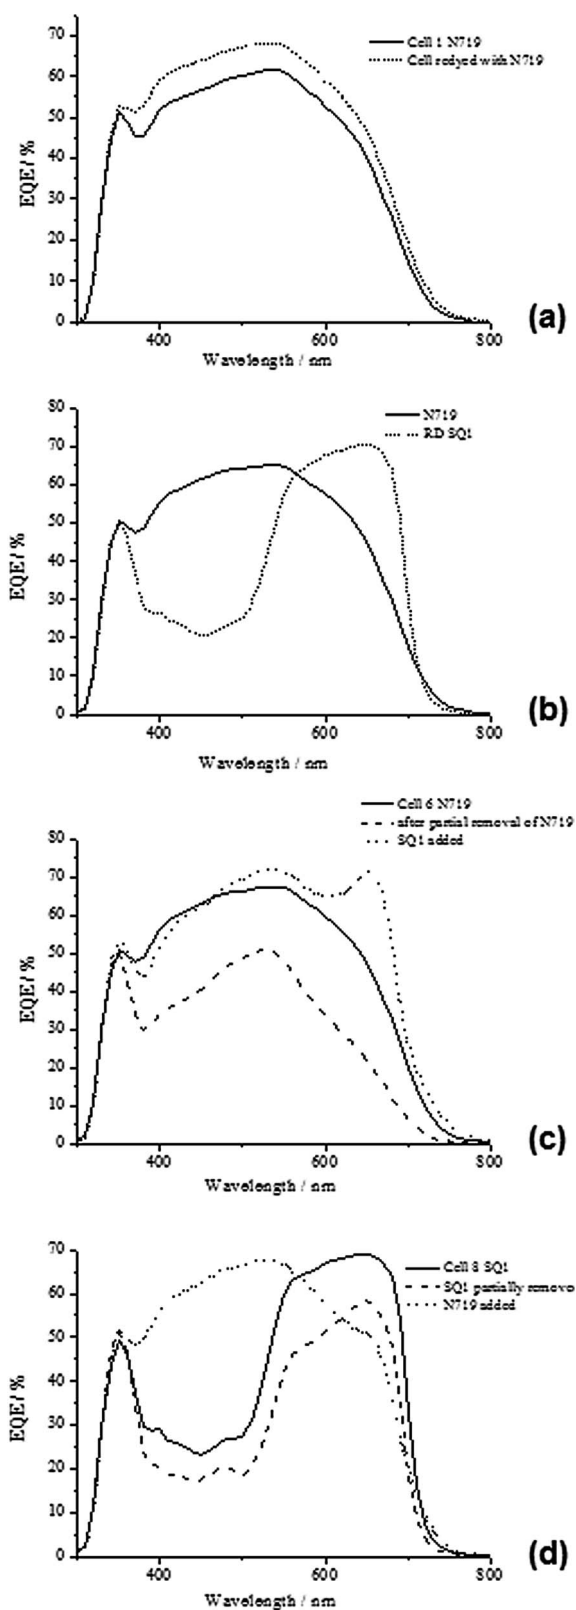 Cell 1 N719
Cell redyed with N719
EQE / %
70
60
50
40
30
20
10
0
400
600
800
Wavelength / nm
(a)
N719
RD SQ1
EQE / %
80
70
60
50
40
30
20
10
0
400
600
800
Wavelength / nm
(b)
Cell 6 N719
after partial removal of N719
SQ1 added
EQE / %
80
70
60
50
40
30
20
10
0
400
600
800
Wavelength / nm
(c)
Cell 8 SQ1
SQ1 partially remove
N719 added
EQE / %
70
60
50
40
30
20
10
0
400
600
800
Wavelength / nm
(d)